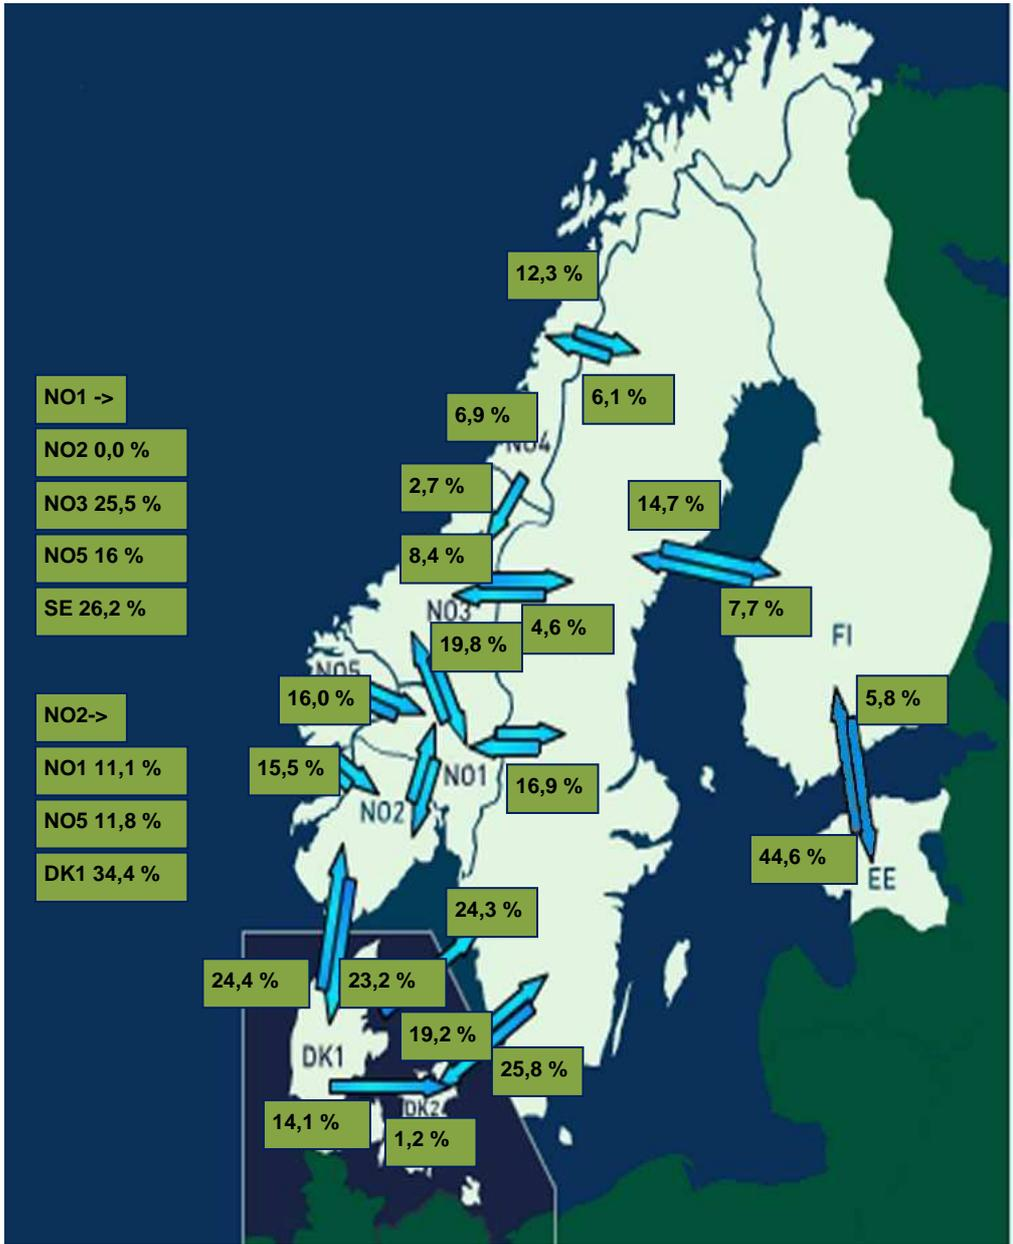 12,3 %
6,1 %
NO1 ->
6,9 %
NO4
NO2 0,0 %
2,7 %
14,7 %
NO3 25,5 %
NO5 16 %
8,4 %
SE 26,2 %
7,7 %
NO3
4,6 %
19,8 %
FI
NO5
16,0 %
5,8 %
NO2->
NO1 11,1 %
15,5 %
NO1
16,9 %
NO2
NO5 11,8 %
44,6 %
DK1 34,4 %
EE
24,3 %
24,4 %
23,2 %
19,2 %
DK1
25,8 %
DK2
14,1 %
1,2 %